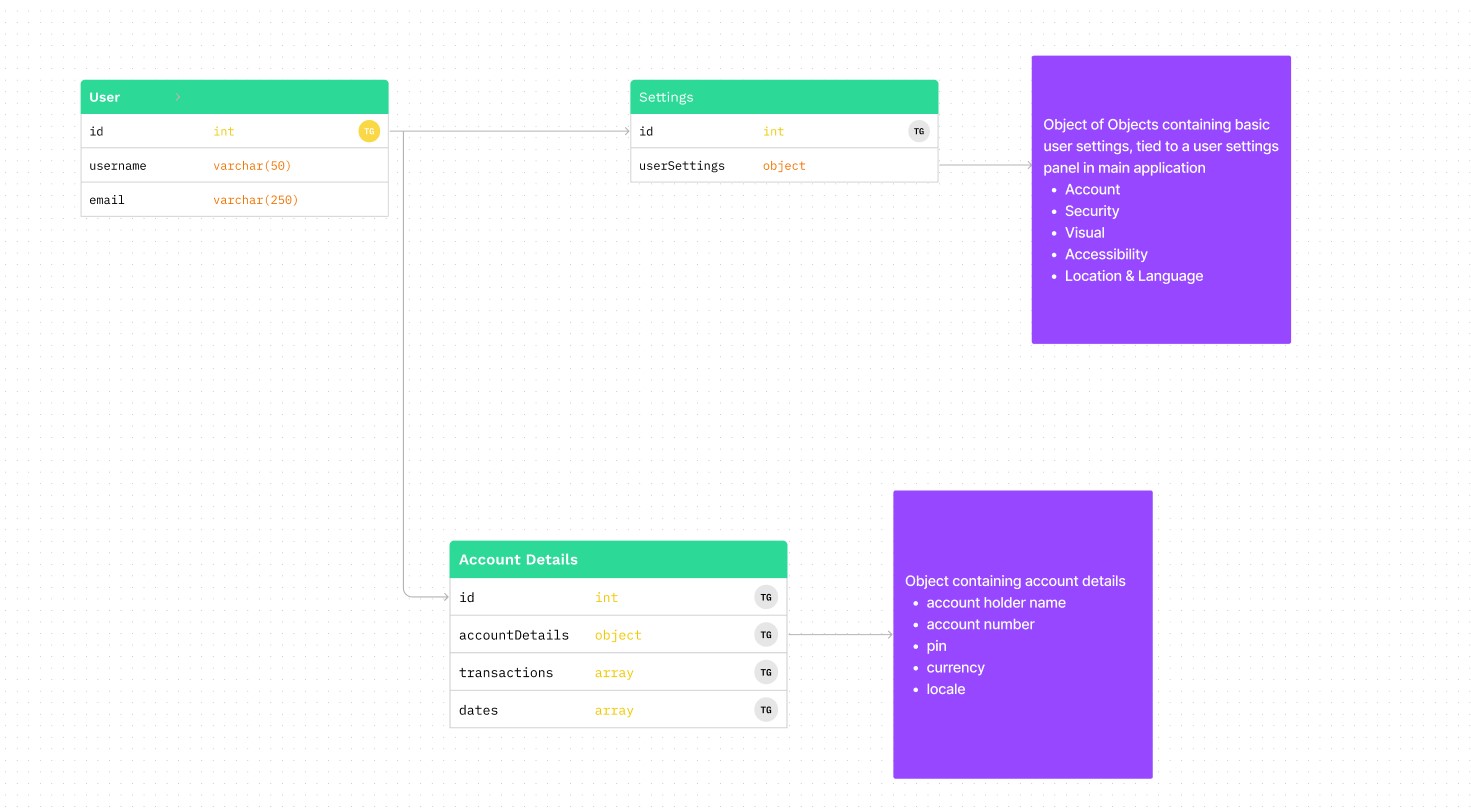 User
id int TG
username varchar(50)
email varchar(250)
Settings
id int TG
userSettings object
Object of Objects containing basic
user settings, tied to a user settings
panel in main application
• Account
• Security
• Visual
• Accessibility
• Location & Language
Account Details
id int TG
accountDetails object TG
transactions array TG
dates array TG
Object containing account details
• account holder name
• account number
• pin
• currency
• locale